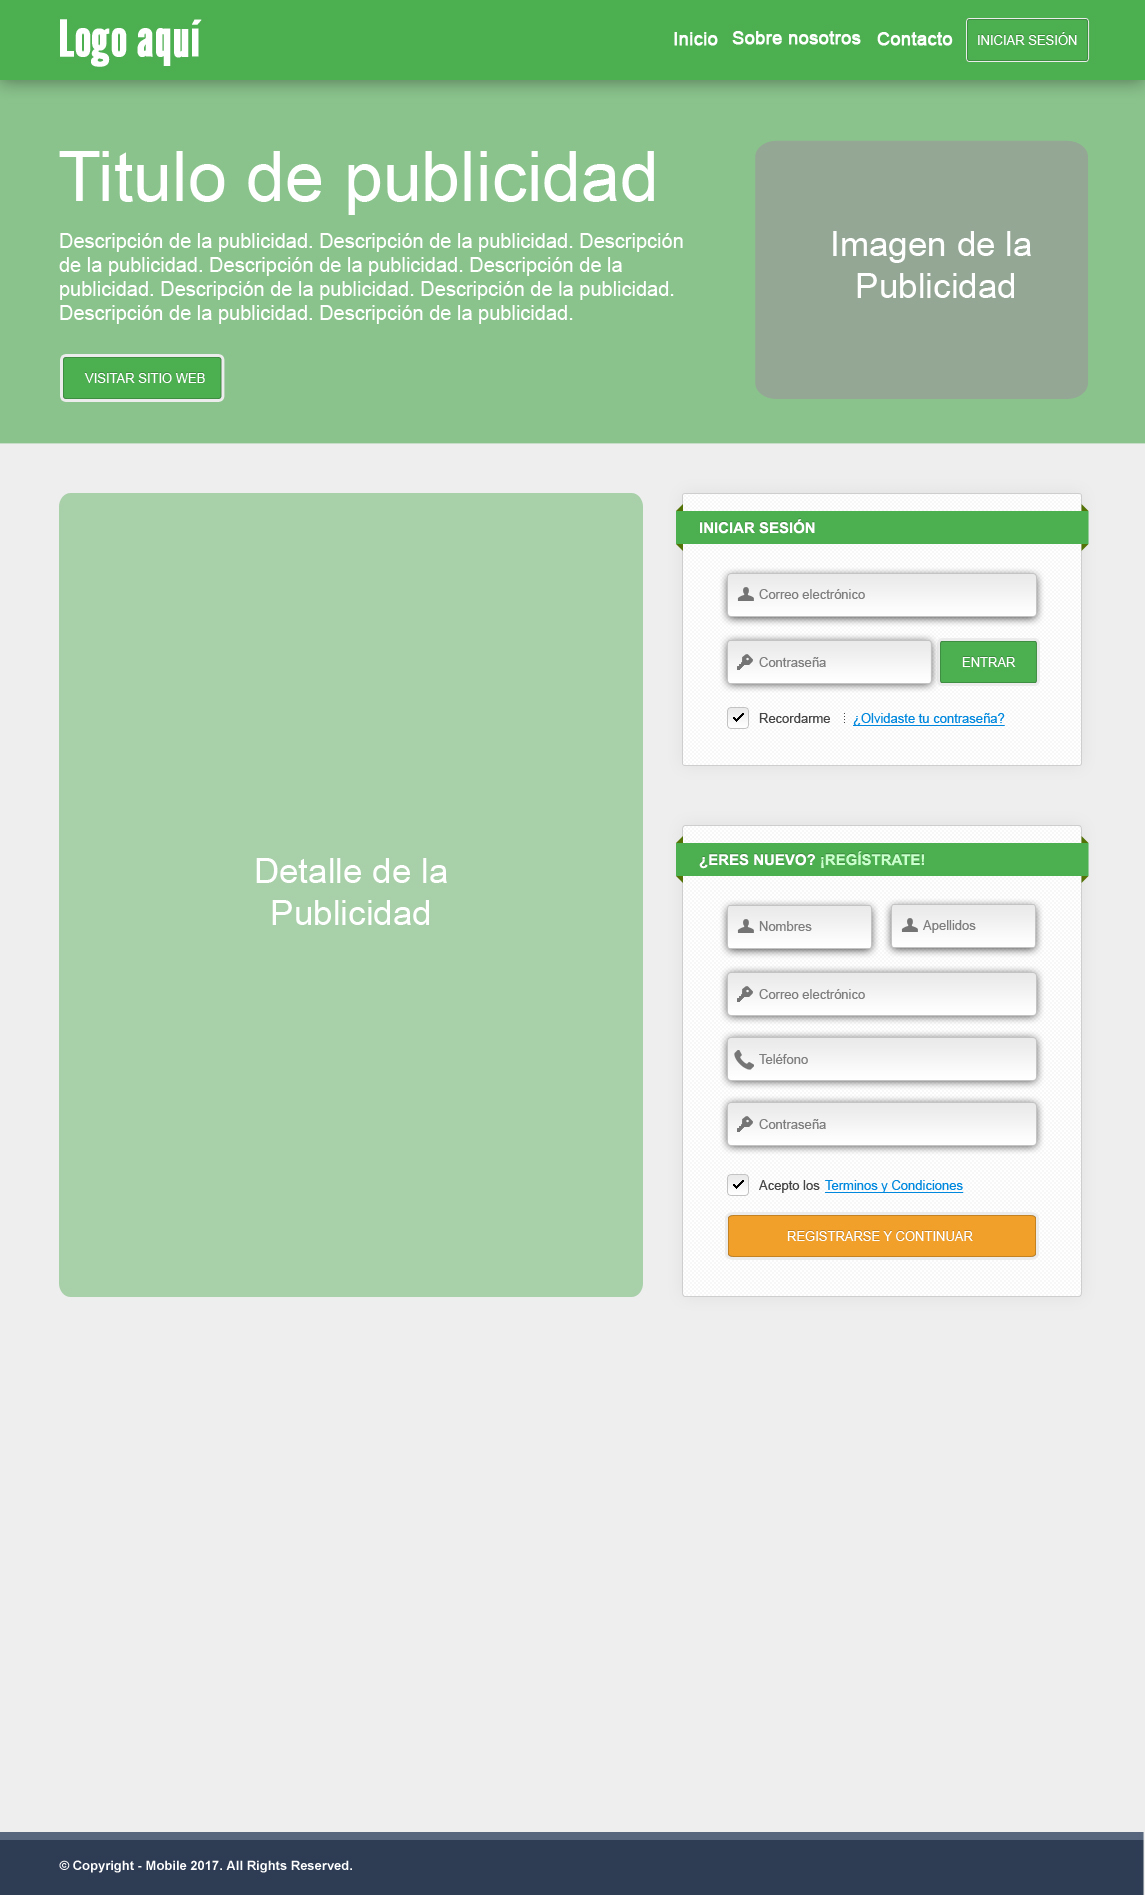 Logo aquí
Inicio
Sobre nosotros
Contacto
INICIAR SESIÓN
Titulo de publicidad
Descripción de la publicidad. Descripción de la publicidad. Descripción
de la publicidad. Descripción de la publicidad. Descripción de la
publicidad. Descripción de la publicidad. Descripción de la publicidad.
Descripción de la publicidad. Descripción de la publicidad.
VISITAR SITIO WEB
Imagen de la
Publicidad
Detalle de la
Publicidad
INICIAR SESIÓN
Correo electrónico
Contraseña
ENTRAR
Recordarme
¿Olvidaste tu contraseña?
¿ERES NUEVO? ¡REGÍSTRATE!
Nombres
Apellidos
Correo electrónico
Teléfono
Contraseña
Acepto los Terminos y Condiciones
REGISTRARSE Y CONTINUAR
© Copyright - Mobile 2017. All Rights Reserved.